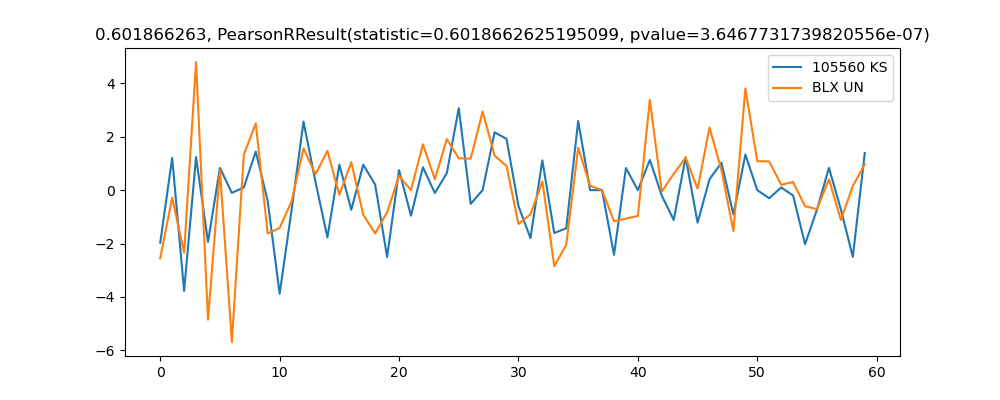 0.601866263, PearsonRResult(statistic=0.6018662625195099, pvalue=3.6467731739820556e-07)
105560 KS
BLX UN
4
2
0
−2
−4
−6
0 10 20 30 40 50 60